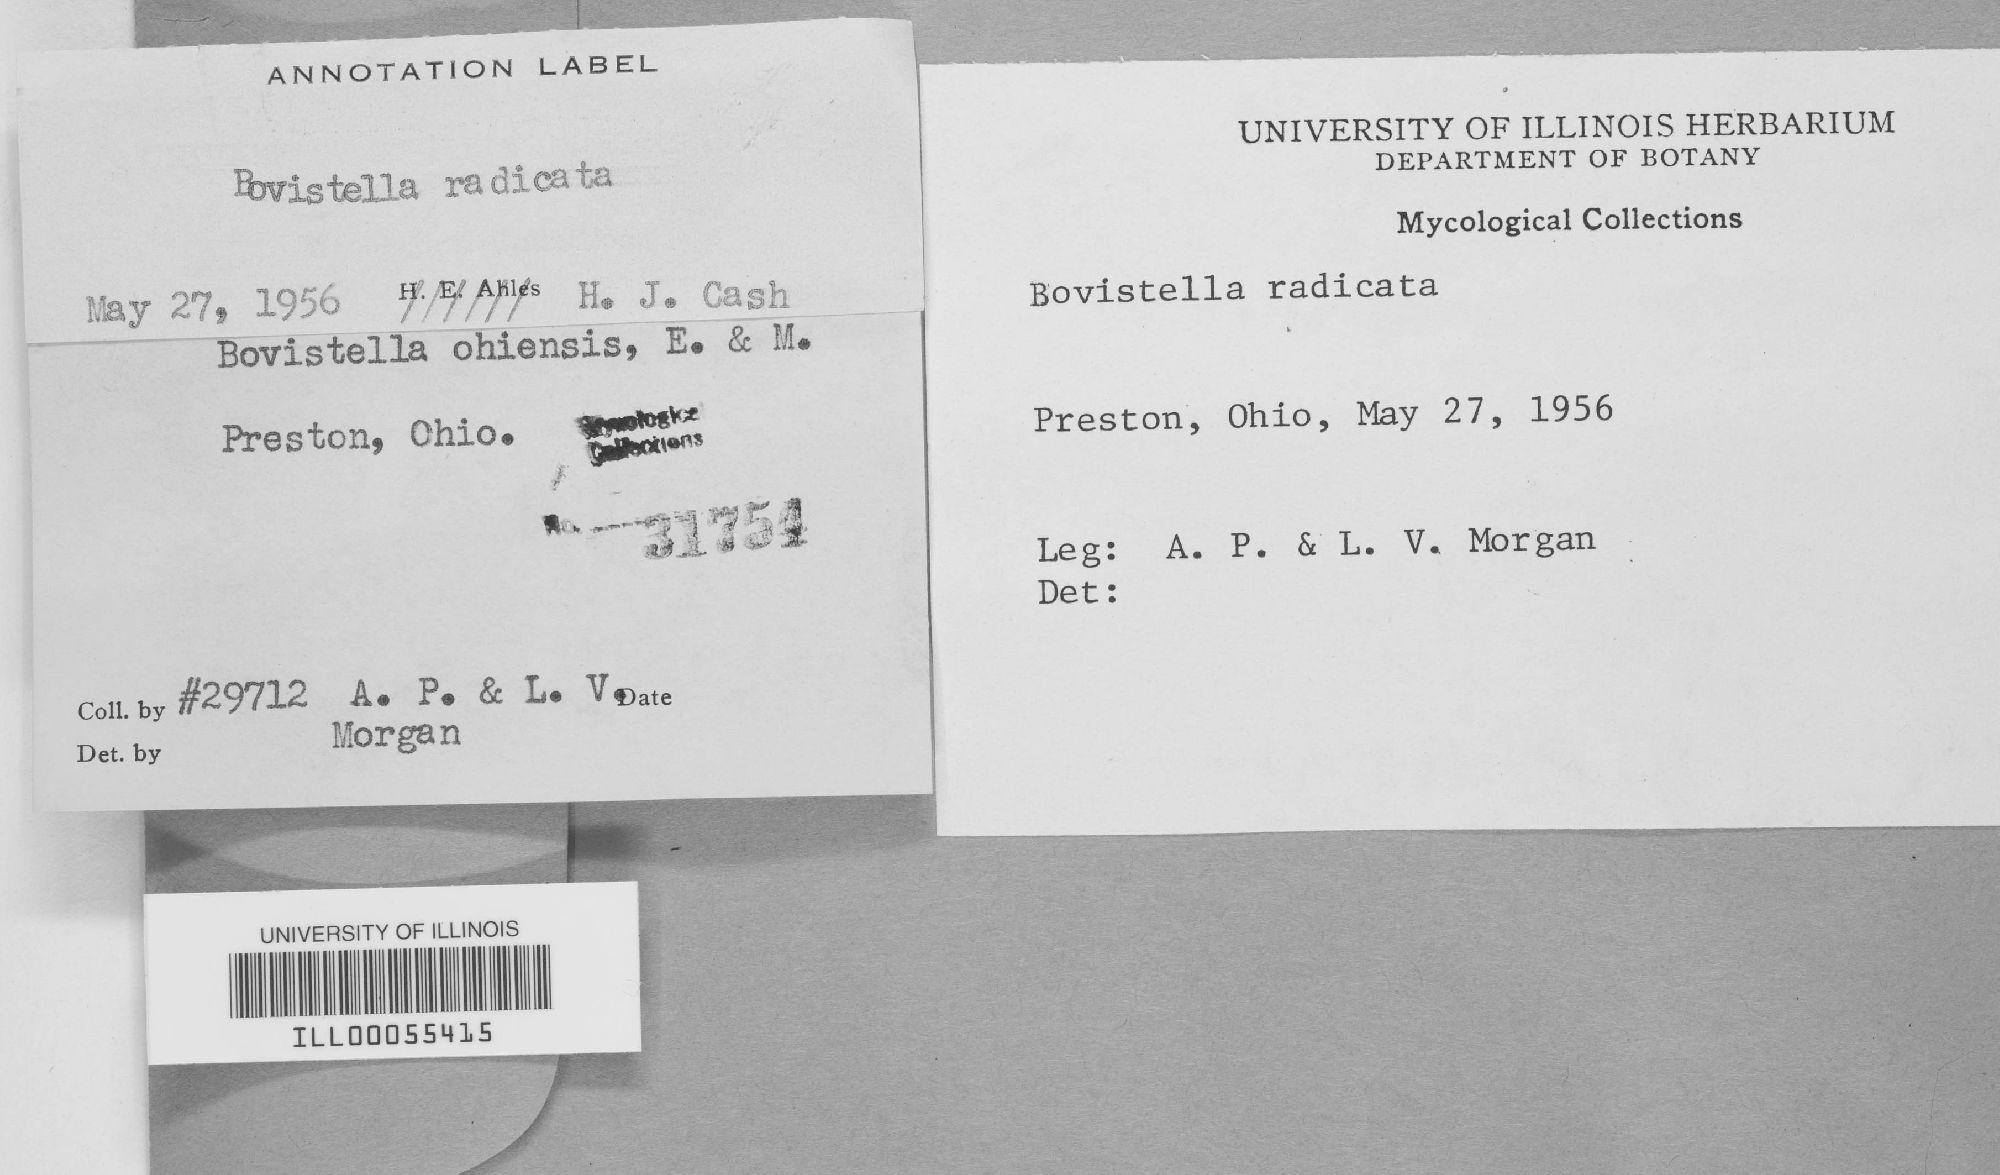 ANNOTATION LABEL
Bovistella radicata
May 27, 1956 H. E. Ahles H. J. Cash
Bovistella ohiensis, E. & M.
Preston, Ohio.
Collections
No. 31754
Coll. by #29712 A. P. & L. V. Date
Morgan
Det. by
UNIVERSITY OF ILLINOIS HERBARIUM
DEPARTMENT OF BOTANY
Mycological Collections
Bovistella radicata
Preston, Ohio, May 27, 1956
Leg: A. P. & L. V. Morgan
Det:
UNIVERSITY OF ILLINOIS
ILL00055415